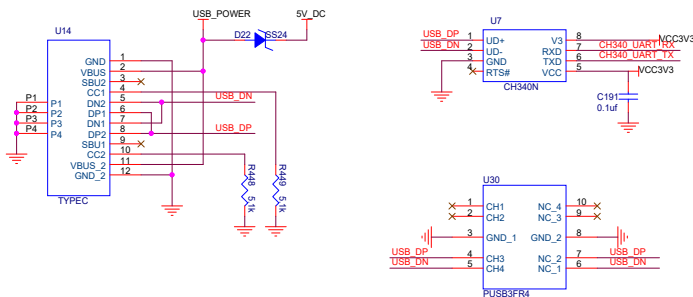 USB_POWER
5V_DC
D22
SS24
U14
GND
VBUS
SBU2
CC1
DN2
DP1
DN1
DP2
SBU1
CC2
VBUS_2
GND_2
1
2
3
4
5
6
7
8
9
10
11
12
P1
P2
P3
P4
P1
P2
P3
P4
TYPEC
USB_DN
USB_DP
R448
5.1k
R449
5.1k
U7
USB_DP
USB_DN
1
2
3
4
UD+
UD-
GND
RTS#
V3
RXD
TXD
VCC
8
7
6
5
VCC3V3
CH340_UART_RX
CH340_UART_TX
VCC3V3
CH340N
C191
0.1uf
U30
1
2
3
4
5
CH1
CH2
GND_1
CH3
CH4
NC_4
NC_3
GND_2
NC_2
NC_1
10
9
8
7
6
USB_DP
USB_DN
USB_DP
USB_DN
PUSB3FR4